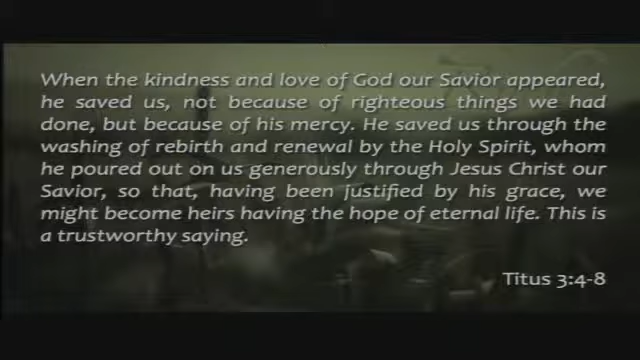 When the kindness and love of God our Savior appeared,
he saved us, not because of righteous things we had
done, but because of his mercy. He saved us through the
washing of rebirth and renewal by the Holy Spirit, whom
he poured out on us generously through Jesus Christ our
Savior, so that, having been justified by his grace, we
might become heirs having the hope of eternal life. This is
a trustworthy saying.
Titus 3:4-8